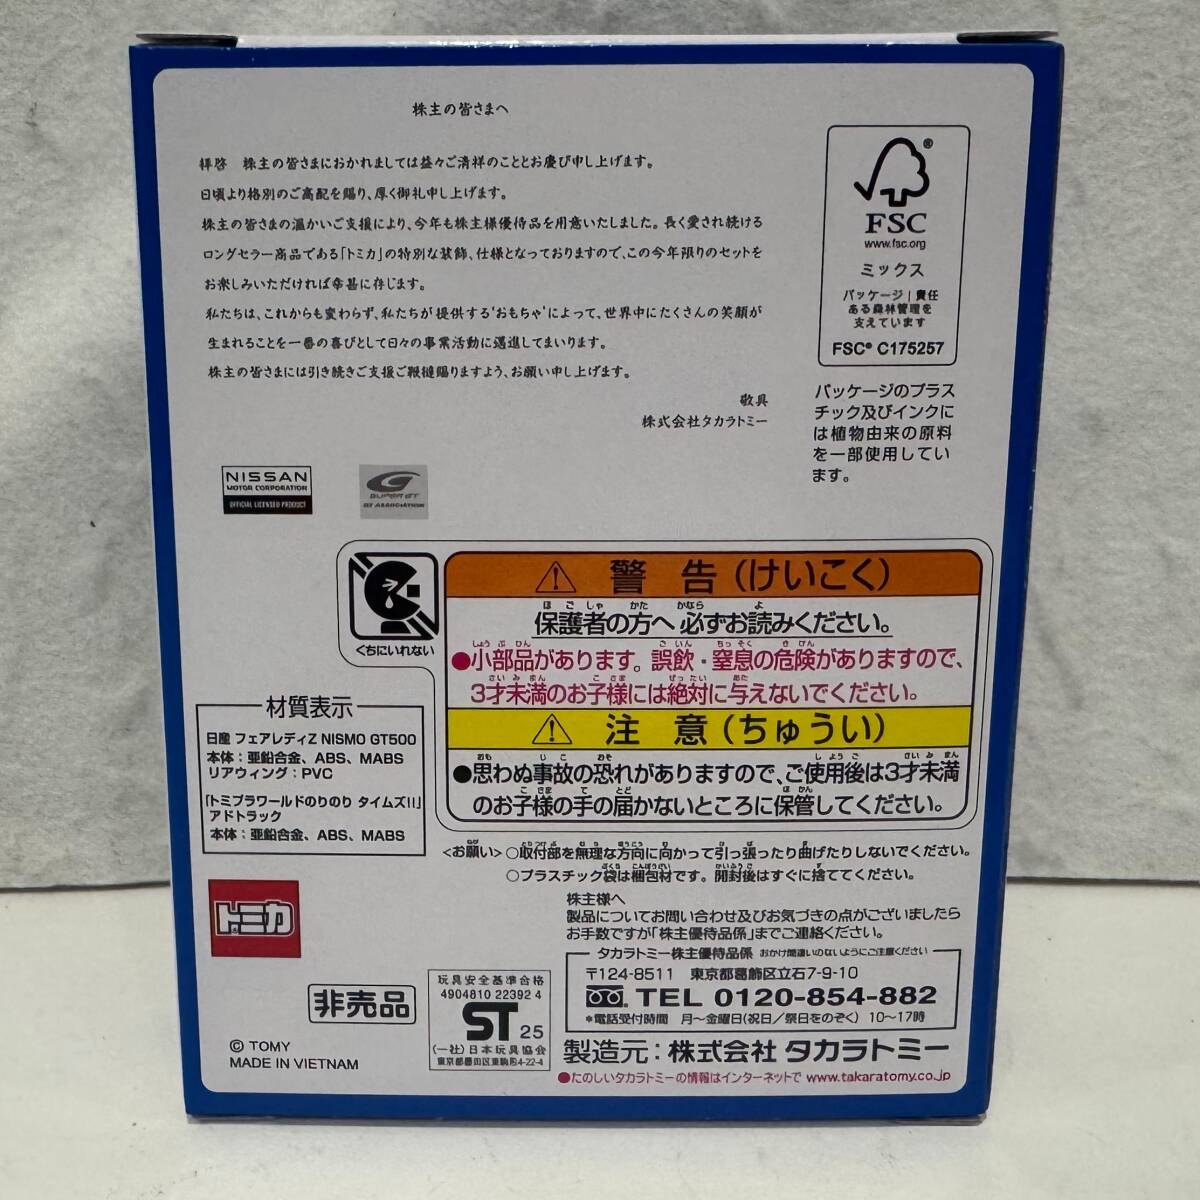 株主の皆さまへ
拝啓 株主の皆さまにおかれましては益々ご清祥のこととお慶び申し上げます。
日頃より格別のご高配を賜り、厚く御礼申し上げます。
株主の皆さまの温かいご支援により、今年も株主様優待品を用意いたしました。長く愛され続ける
ロングセラー商品である「トミカ」の特別な装飾、仕様となっておりますので、この今年限りのセットを
お楽しみいただければ幸甚に存じます。
私たちは、これからも変わらず、私たちが提供する'おもちゃ'によって、世界中にたくさんの笑顔が
生まれることを一番の喜びとして日々の事業活動に邁進してまいります。
株主の皆さまには引き続きご支援ご鞭撻賜りますよう、お願い申し上げます。
敬具
株式会社タカラトミー
FSC®
www.fsc.org
ミックス
パッケージ|責任
ある森林管理を
支えています
FSC® C175257
パッケージのプラス
チック及びインクに
は植物由来の原料
を一部使用してい
ます。
NISSAN
MOTOR CORPORATION
OFFICIAL LICENSED PRODUCT
SUPER GT
GT ASSOCIATION
くちにいれない
警告(けいこく)
保護者の方へ必ずお読みください。
●小部品があります。誤飲・窒息の危険がありますので、
3才未満のお子様には絶対に与えないでください。
注意(ちゅうい)
●思わぬ事故の恐れがありますので、ご使用後は3才未満
のお子様の手の届かないところに保管してください。
材質表示
日産 フェアレディZ NISMO GT500
本体:亜鉛合金、ABS、MABS
リアウィング:PVC
「トミプラワールドのりのり タイムズ!!」
アドトラック
本体:亜鉛合金、ABS、MABS
<お願い>○取付部を無理な方向に向かって引っ張ったり曲げたりしないでください。
○プラスチック袋は梱包材です。開封後はすぐに捨ててください。
株主様へ
製品についてお問い合わせ及びお気づきの点がございましたら
お手数ですが「株主優待品係」までご連絡ください。
タカラトミー株主優待品係 おかけ間違いのないようにご注意ください
〒124-8511 東京都葛飾区立石7-9-10
TEL 0120-854-882
*電話受付時間 月〜金曜日(祝日/祭日をのぞく) 10〜17時
製造元:株式会社 タカラトミー
●たのしいタカラトミーの情報はインターネットで www.takaratomy.co.jp
トミカ
非売品
玩具安全基準合格
4904810 22392 4
ST 25
(一社)日本玩具協会
東京都墨田区東駒形4-22-4
© TOMY
MADE IN VIETNAM